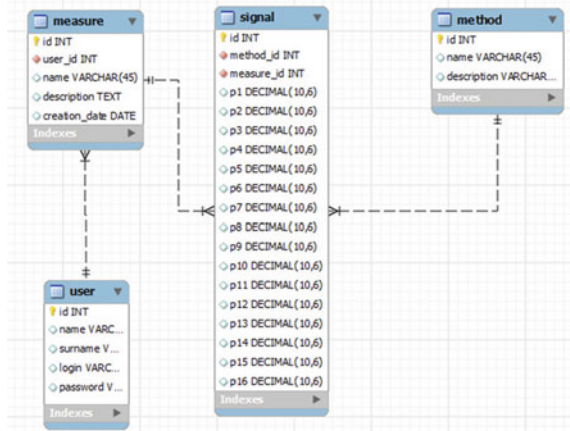 measure
id INT
user_id INT
name VARCHAR(45)
description TEXT
creation_date DATE
Indexes
signal
id INT
method_id INT
measure_id INT
p1 DECIMAL(10,6)
p2 DECIMAL(10,6)
p3 DECIMAL(10,6)
p4 DECIMAL(10,6)
p5 DECIMAL(10,6)
p6 DECIMAL(10,6)
p7 DECIMAL(10,6)
p8 DECIMAL(10,6)
p9 DECIMAL(10,6)
p10 DECIMAL(10,6)
p11 DECIMAL(10,6)
p12 DECIMAL(10,6)
p13 DECIMAL(10,6)
p14 DECIMAL(10,6)
p15 DECIMAL(10,6)
p16 DECIMAL(10,6)
Indexes
method
id INT
name VARCHAR(45)
description VARCHAR...
Indexes
user
id INT
name VARC...
surname V...
login VARC...
password V...
Indexes